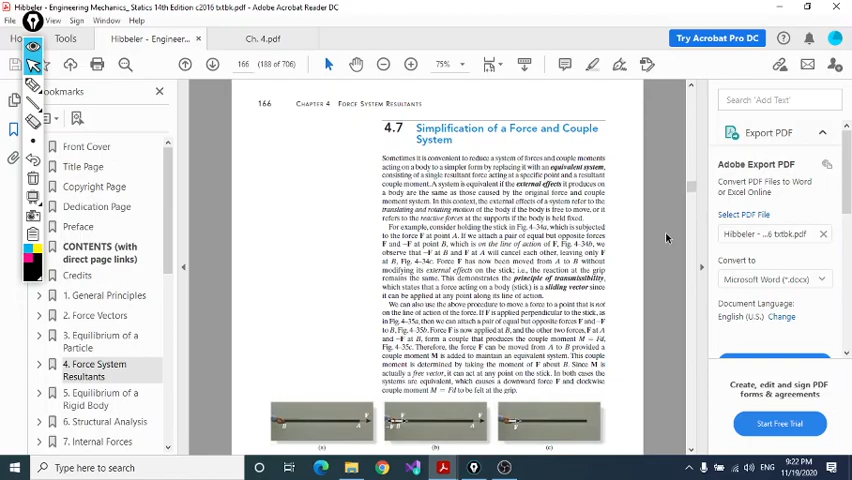 Hibbeler - Engineering Mechanics_ Statics 14th Edition c2016 txtbk.pdf - Adobe Acrobat Reader DC
File View Sign Window Help
Tools Hibbeler - Engineer... × Ch. 4.pdf Try Acrobat Pro DC Sign In
166 (188 of 706) 75%
Search 'Add Text'
Export PDF
Adobe Export PDF
Convert PDF Files to Word
or Excel Online
Select PDF File
Hibbeler - ...6 txtbk.pdf
Convert to
Microsoft Word (*.docx)
Document Language:
English (U.S.) Change
Create, edit and sign PDF
forms & agreements
Start Free Trial
Front Cover
Title Page
Copyright Page
Dedication Page
Preface
CONTENTS (with
direct page links)
Credits
1. General Principles
2. Force Vectors
3. Equilibrium of a
Particle
4. Force System
Resultants
5. Equilibrium of a
Rigid Body
6. Structural Analysis
7. Internal Forces
166 CHAPTER 4 FORCE SYSTEM RESULTANTS
4.7 Simplification of a Force and Couple
System
Sometimes it is convenient to reduce a system of forces and couple moments
acting on a body to a simpler form by replacing it with an equivalent system,
consisting of a single resultant force acting at a specific point and a resultant
couple moment. A system is equivalent if the external effects it produces on
a body are the same as those caused by the original force and couple
moment system. In this context, the external effects of a system refer to the
translating and rotating motion of the body if the body is free to move, or it
refers to the reactive forces at the supports if the body is held fixed.
For example, consider holding the stick in Fig. 4–34a, which is subjected
to the force F at point A. If we attach a pair of equal but opposite forces
F and –F at point B, which is on the line of action of F, Fig. 4–34b, we
observe that –F at B and F at A will cancel each other, leaving only F
at B, Fig. 4–34c. Force F has now been moved from A to B without
modifying its external effects on the stick; i.e., the reaction at the grip
remains the same. This demonstrates the principle of transmissibility,
which states that a force acting on a body (stick) is a sliding vector since
it can be applied at any point along its line of action.
We can also use the above procedure to move a force to a point that is not
on the line of action of the force. If F is applied perpendicular to the stick, as
in Fig. 4–35a, then we can attach a pair of equal but opposite forces F and –F
to B, Fig. 4–35b. Force F is now applied at B, and the other two forces, F at A
and –F at B, form a couple that produces the couple moment M = Fd,
Fig. 4–35c. Therefore, the force F can be moved from A to B provided a
couple moment M is added to maintain an equivalent system. This couple
moment is determined by taking the moment of F about B. Since M is
actually a free vector, it can act at any point on the stick. In both cases the
systems are equivalent, which causes a downward force F and clockwise
couple moment M = Fd to be felt at the grip.
B A F
–F B F A F
F
(a) (b) (c)
Type here to search
ENG
9:22 PM
11/19/2020